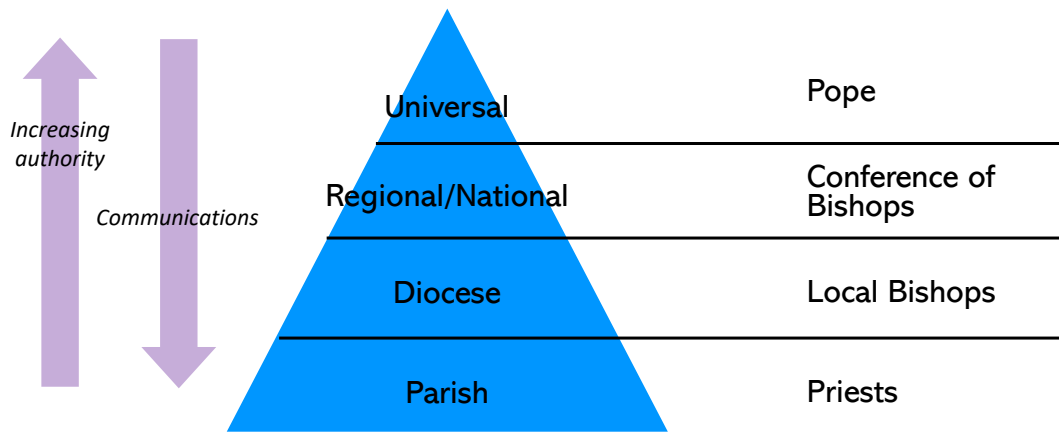 Increasing
authority
Communications
Universal
Pope
Regional/National
Conference of
Bishops
Diocese
Local Bishops
Parish
Priests